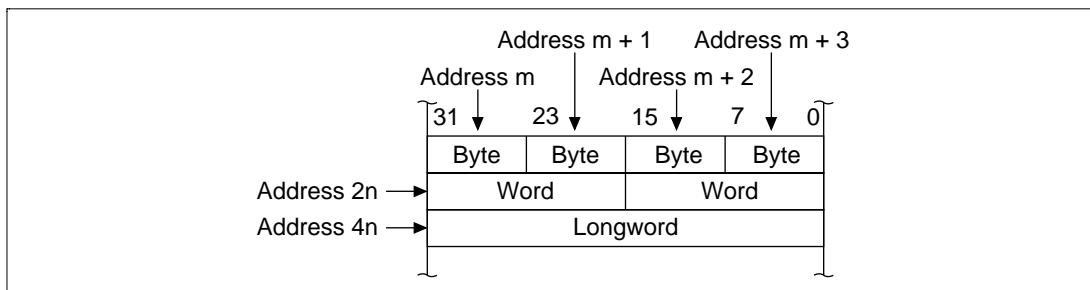 Address m + 1 Address m + 3
Address m Address m + 2
31 23 15 7 0
Byte Byte Byte Byte
Address 2n Word Word
Address 4n Longword